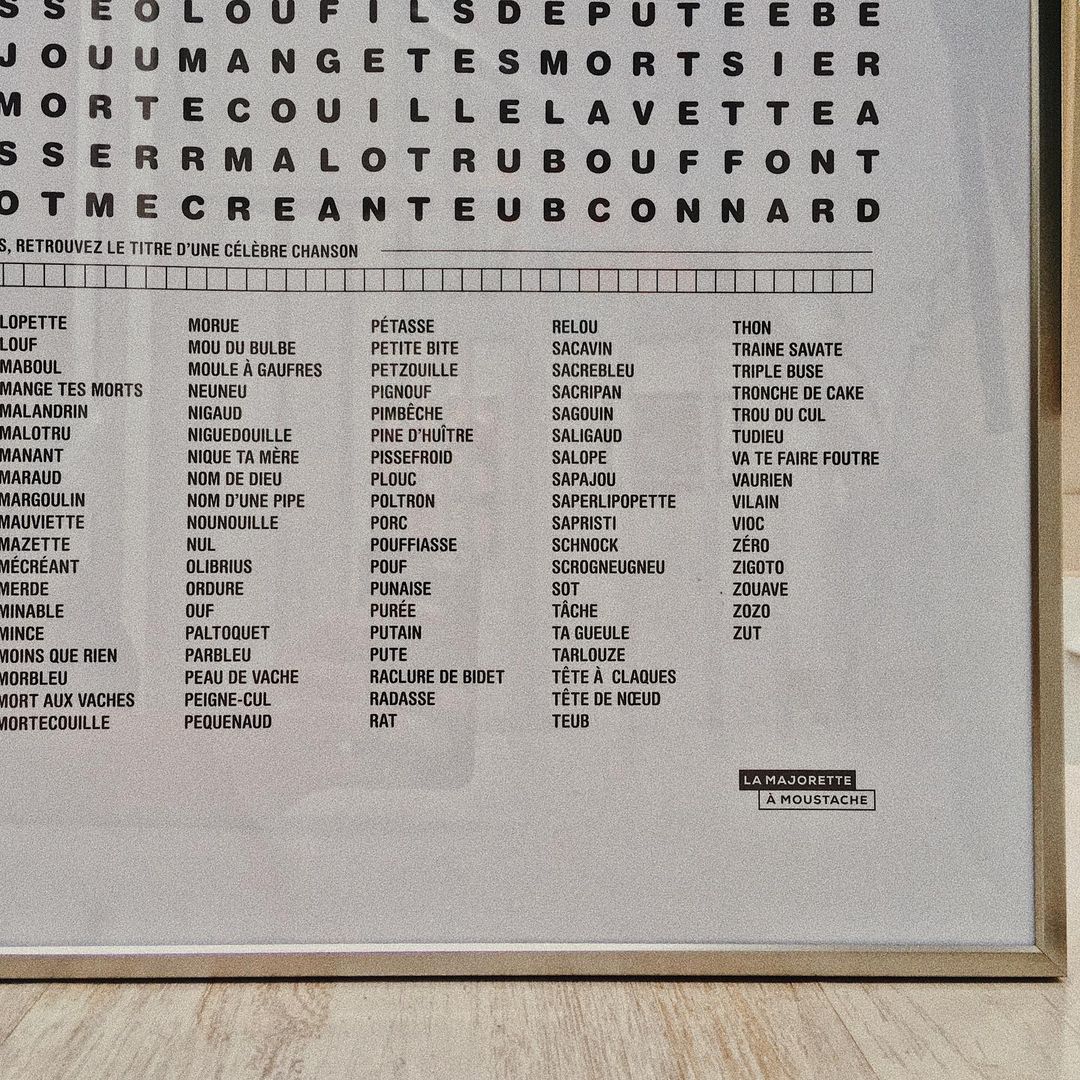 SSEOLOUFILSDEPUTEEBE
JOUUMANGETESMORTSIER
MORTECOUILLELAVETTEA
SSERRMALOTRUBOUFFONT
OTMECREANTEUBCONNARD
S, RETROUVEZ LE TITRE D'UNE CÉLÈBRE CHANSON
LOPETTE
LOUF
MABOUL
MANGE TES MORTS
MALANDRIN
MALOTRU
MANANT
MARAUD
MARGOULIN
MAUVIETTE
MAZETTE
MÉCRÉANT
MERDE
MINABLE
MINCE
MOINS QUE RIEN
MORBLEU
MORT AUX VACHES
MORTECOUILLE
MORUE
MOU DU BULBE
MOULE À GAUFRES
NEUNEU
NIGAUD
NIGUEDOUILLE
NIQUE TA MÈRE
NOM DE DIEU
NOM D'UNE PIPE
NOUNOUILLE
NUL
OLIBRIUS
ORDURE
OUF
PALTOQUET
PARBLEU
PEAU DE VACHE
PEIGNE-CUL
PEQUENAUD
PÉTASSE
PETITE BITE
PETZOUILLE
PIGNOUF
PIMBÊCHE
PINE D'HUÎTRE
PISSEFROID
PLOUC
POLTRON
PORC
POUFFIASSE
POUF
PUNAISE
PURÉE
PUTAIN
PUTE
RACLURE DE BIDET
RADASSE
RAT
RELOU
SACAVIN
SACREBLEU
SACRIPAN
SAGOUIN
SALIGAUD
SALOPE
SAPAJOU
SAPERLIPOPETTE
SAPRISTI
SCHNOCK
SCROGNEUGNEU
SOT
TÂCHE
TA GUEULE
TARLOUZE
TÊTE À CLAQUES
TÊTE DE NŒUD
TEUB
THON
TRAINE SAVATE
TRIPLE BUSE
TRONCHE DE CAKE
TROU DU CUL
TUDIEU
VA TE FAIRE FOUTRE
VAURIEN
VILAIN
VIOC
ZÉRO
ZIGOTO
ZOUAVE
ZOZO
ZUT
LA MAJORETTE
À MOUSTACHE